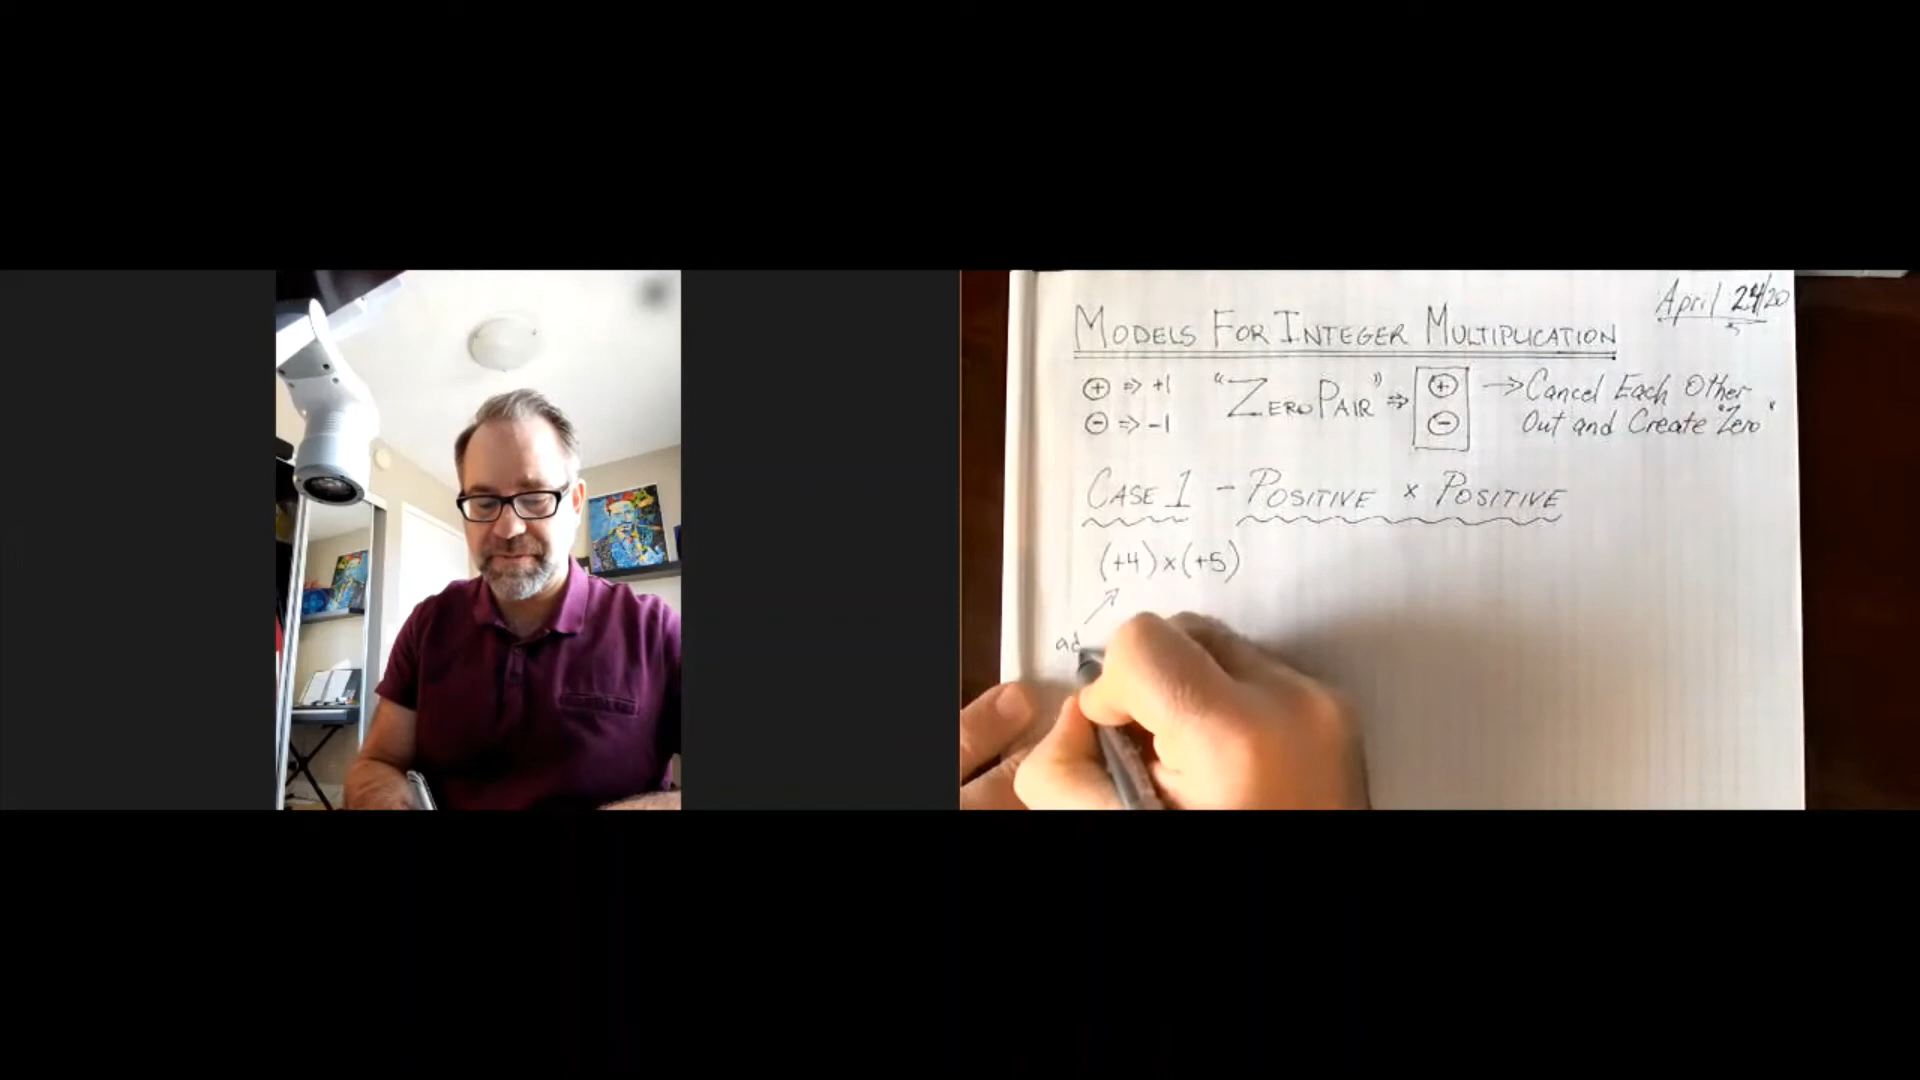 April 24/20
MODELS FOR INTEGER MULTIPLICATION
⊕ ⇒ +1 "ZERO PAIR" ⇒ ⊕ → Cancel Each Other
⊖ ⇒ -1 ⊖ Out and Create "Zero"
CASE 1 - POSITIVE × POSITIVE
(+4)×(+5)
ad